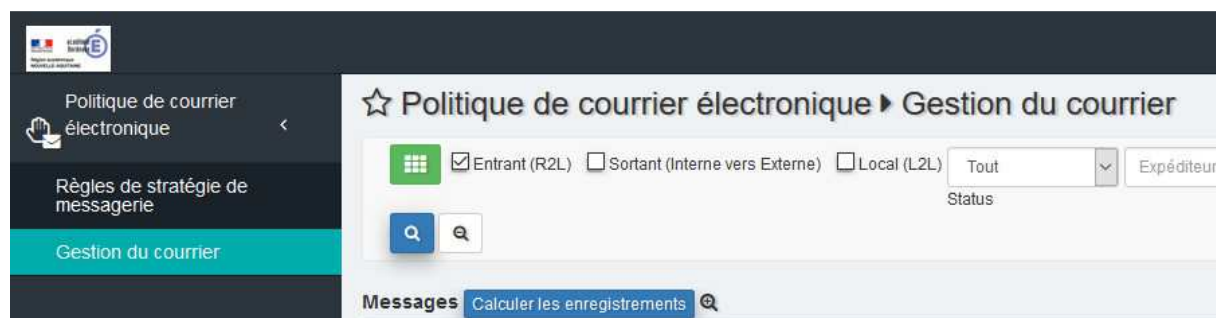 Politique de courrier
électronique
Règles de stratégie de
messagerie
Gestion du courrier
Politique de courrier électronique Gestion du courrier
Entrant (R2L) Sortant (Interne vers Externe) Local (L2L) Tout Expéditeur
Status
Messages Calculer les enregistrements